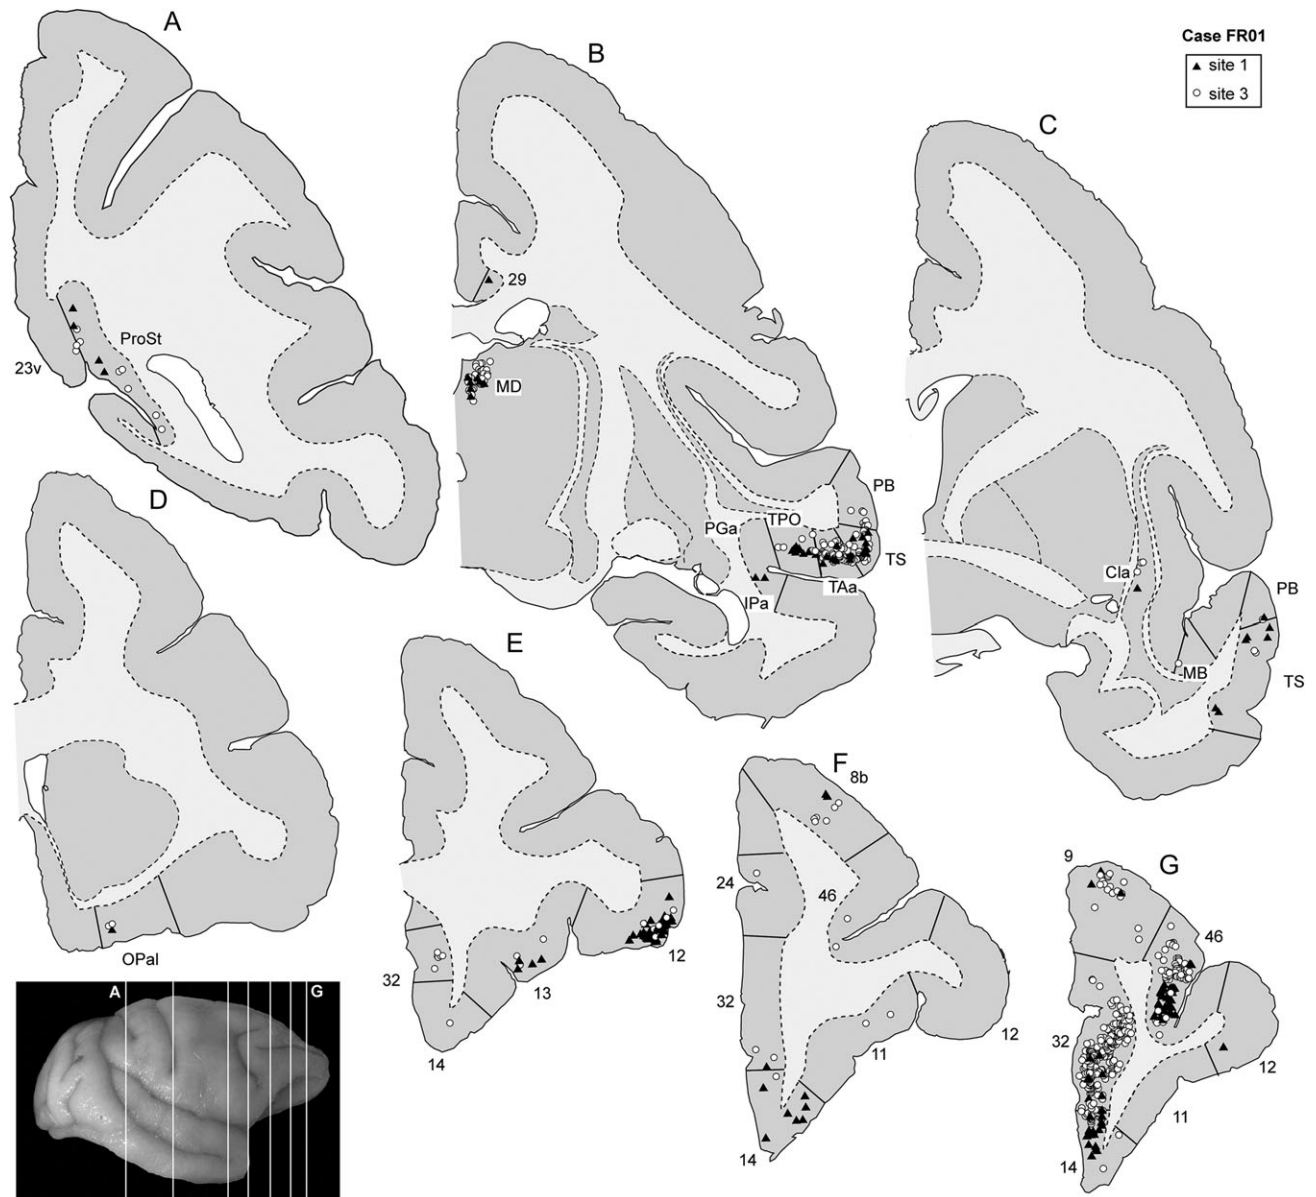 A
B
Case FR01
▲ site 1
○ site 3
C
29
ProSt
23v
MD
D
PB
PGa
TPO
TS
IPa
TAa
Cla
PB
MB
TS
E
F
8b
9
G
24
46
46
OPal
32
12
13
32
32
12
14
11
12
11
14
14
A
G